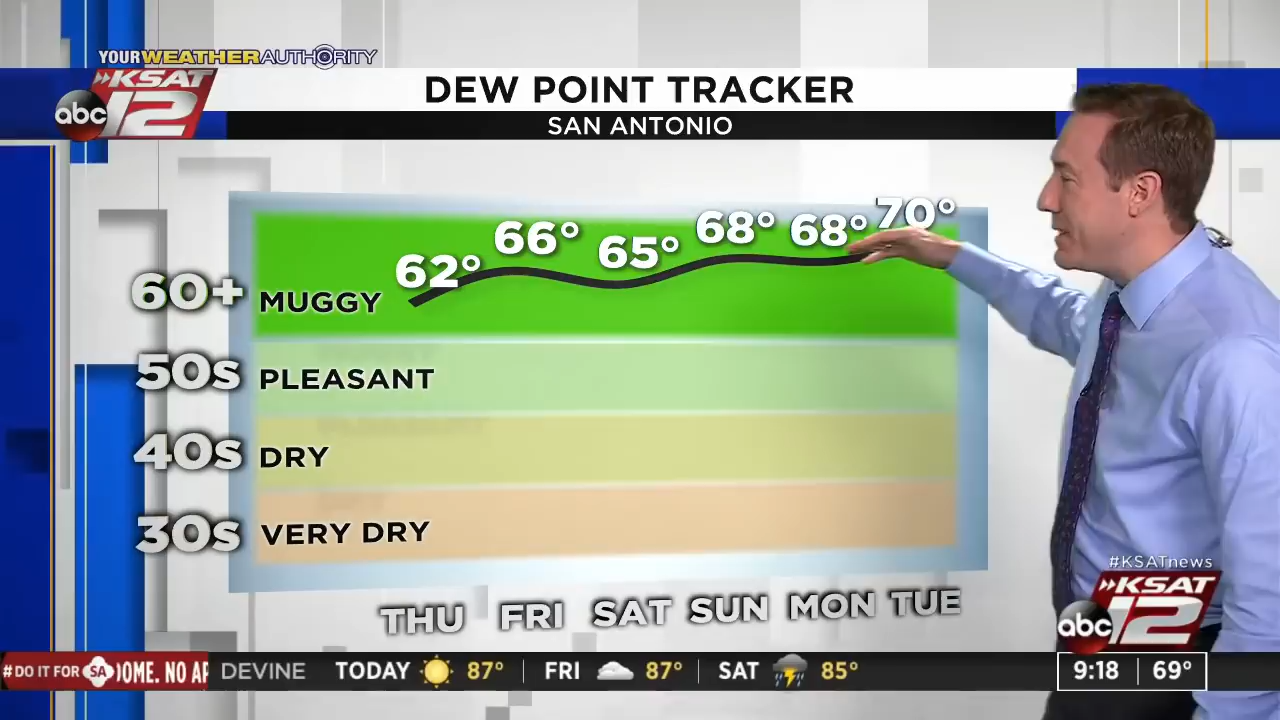 YOUR WEATHER AUTHORITY
KSAT
abc 12
DEW POINT TRACKER
SAN ANTONIO
62° 66° 65° 68° 68° 70°
60+ MUGGY
50s PLEASANT
40s DRY
30s VERY DRY
THU FRI SAT SUN MON TUE
#KSATnews
KSAT
abc 12
#DO IT FOR SA OME. NO AP DEVINE TODAY 87° FRI 87° SAT 85° 9:18 69°